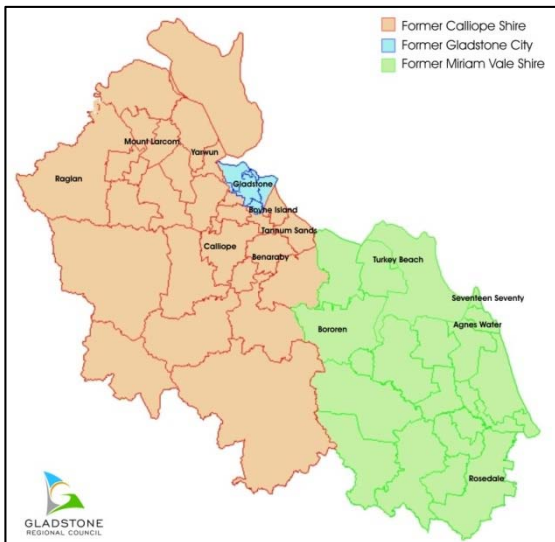 Former Calliope Shire
Former Gladstone City
Former Miriam Vale Shire
Mount Larcom
Yarwun
Raglan
Gladstone
Boyne Island
Tannum Sands
Calliope
Benaraby
Turkey Beach
Seventeen Seventy
Bororen
Agnes Water
Rosedale
GLADSTONE
REGIONAL COUNCIL